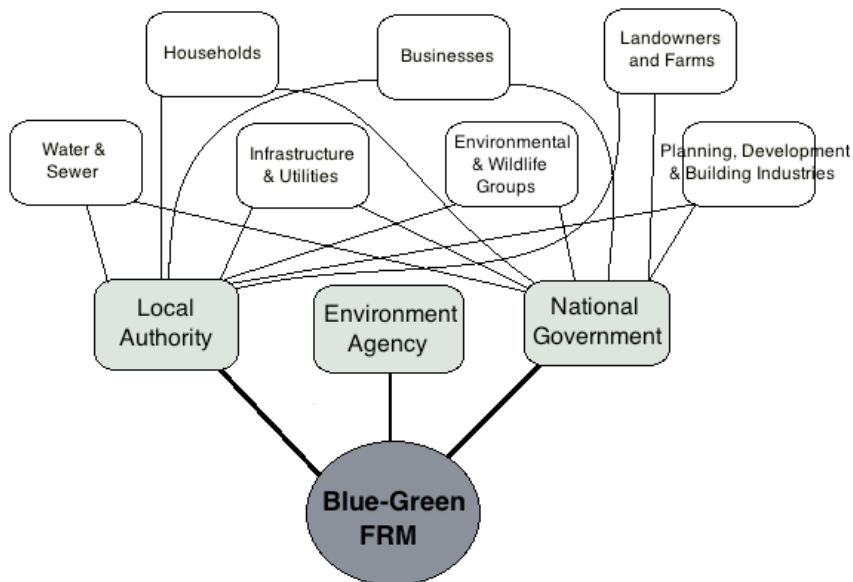 Households
Businesses
Landowners
and Farms
Water &
Sewer
Infrastructure
& Utilities
Environmental
& Wildlife
Groups
Planning, Development
& Building Industries
Local
Authority
Environment
Agency
National
Government
Blue-Green
FRM